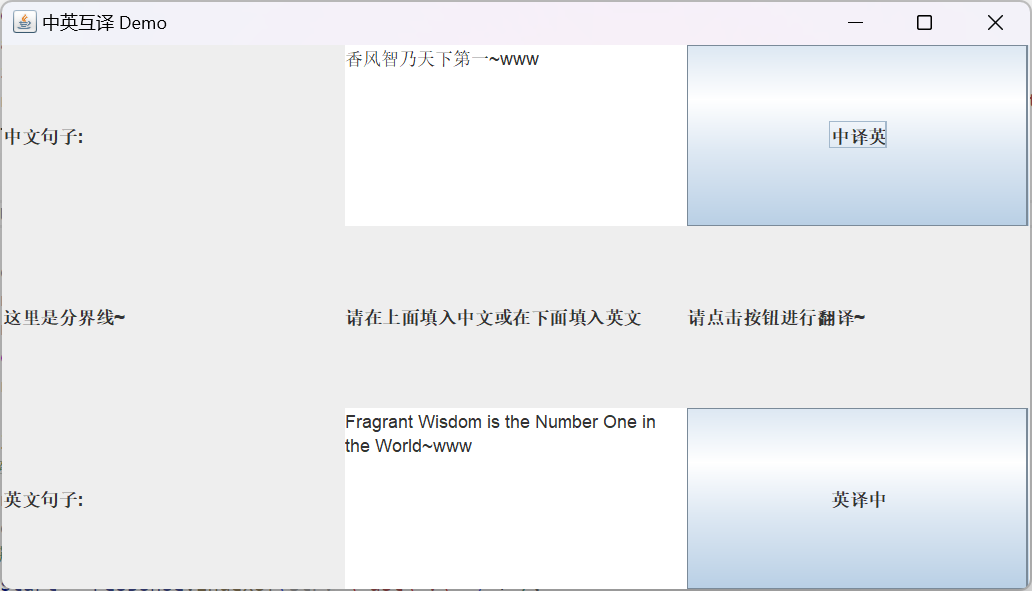 中英互译 Demo
香风智乃天下第一~www
中文句子:
中译英
这里是分界线~
请在上面填入中文或在下面填入英文
请点击按钮进行翻译~
Fragrant Wisdom is the Number One in
the World~www
英文句子:
英译中